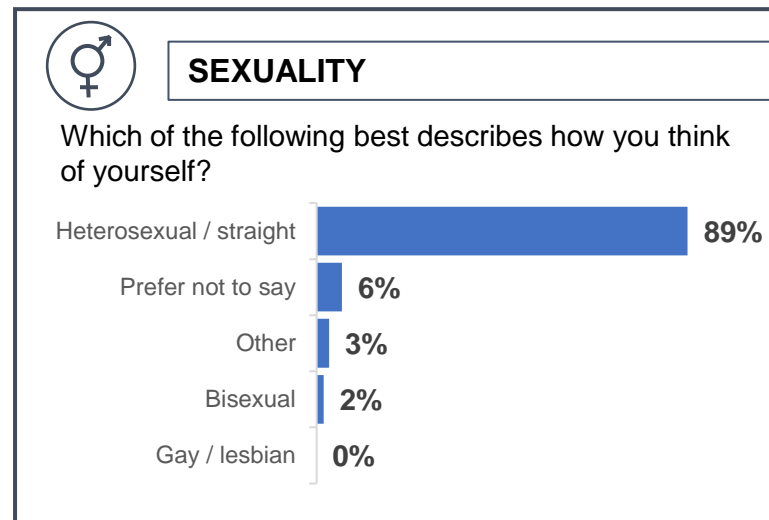 SEXUALITY
Which of the following best describes how you think
of yourself?
Heterosexual / straight 89%
Prefer not to say 6%
Other 3%
Bisexual 2%
Gay / lesbian 0%